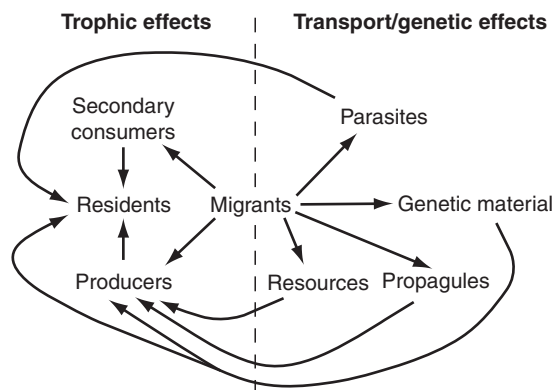 Trophic effects
Transport/genetic effects
Secondary
consumers
Parasites
Residents
Migrants
Genetic material
Producers
Resources
Propagules